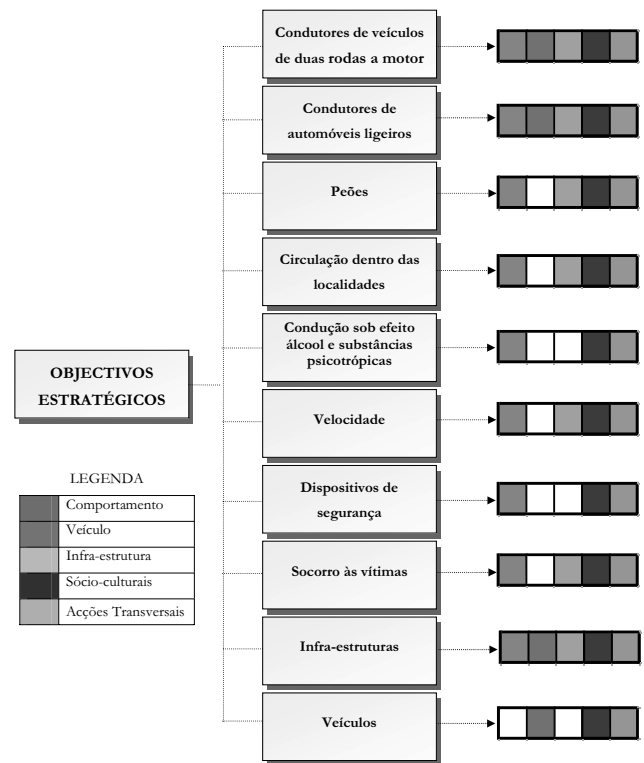 Condutores de veículos
de duas rodas a motor
Condutores de
automóveis ligeiros
Peões
Circulação dentro das
localidades
Condução sob efeito
álcool e substâncias
psicotrópicas
OBJECTIVOS
ESTRATÉGICOS
Velocidade
LEGENDA
Comportamento
Veículo
Infra-estrutura
Sócio-culturais
Acções Transversais
Dispositivos de
segurança
Socorro às vítimas
Infra-estruturas
Veículos